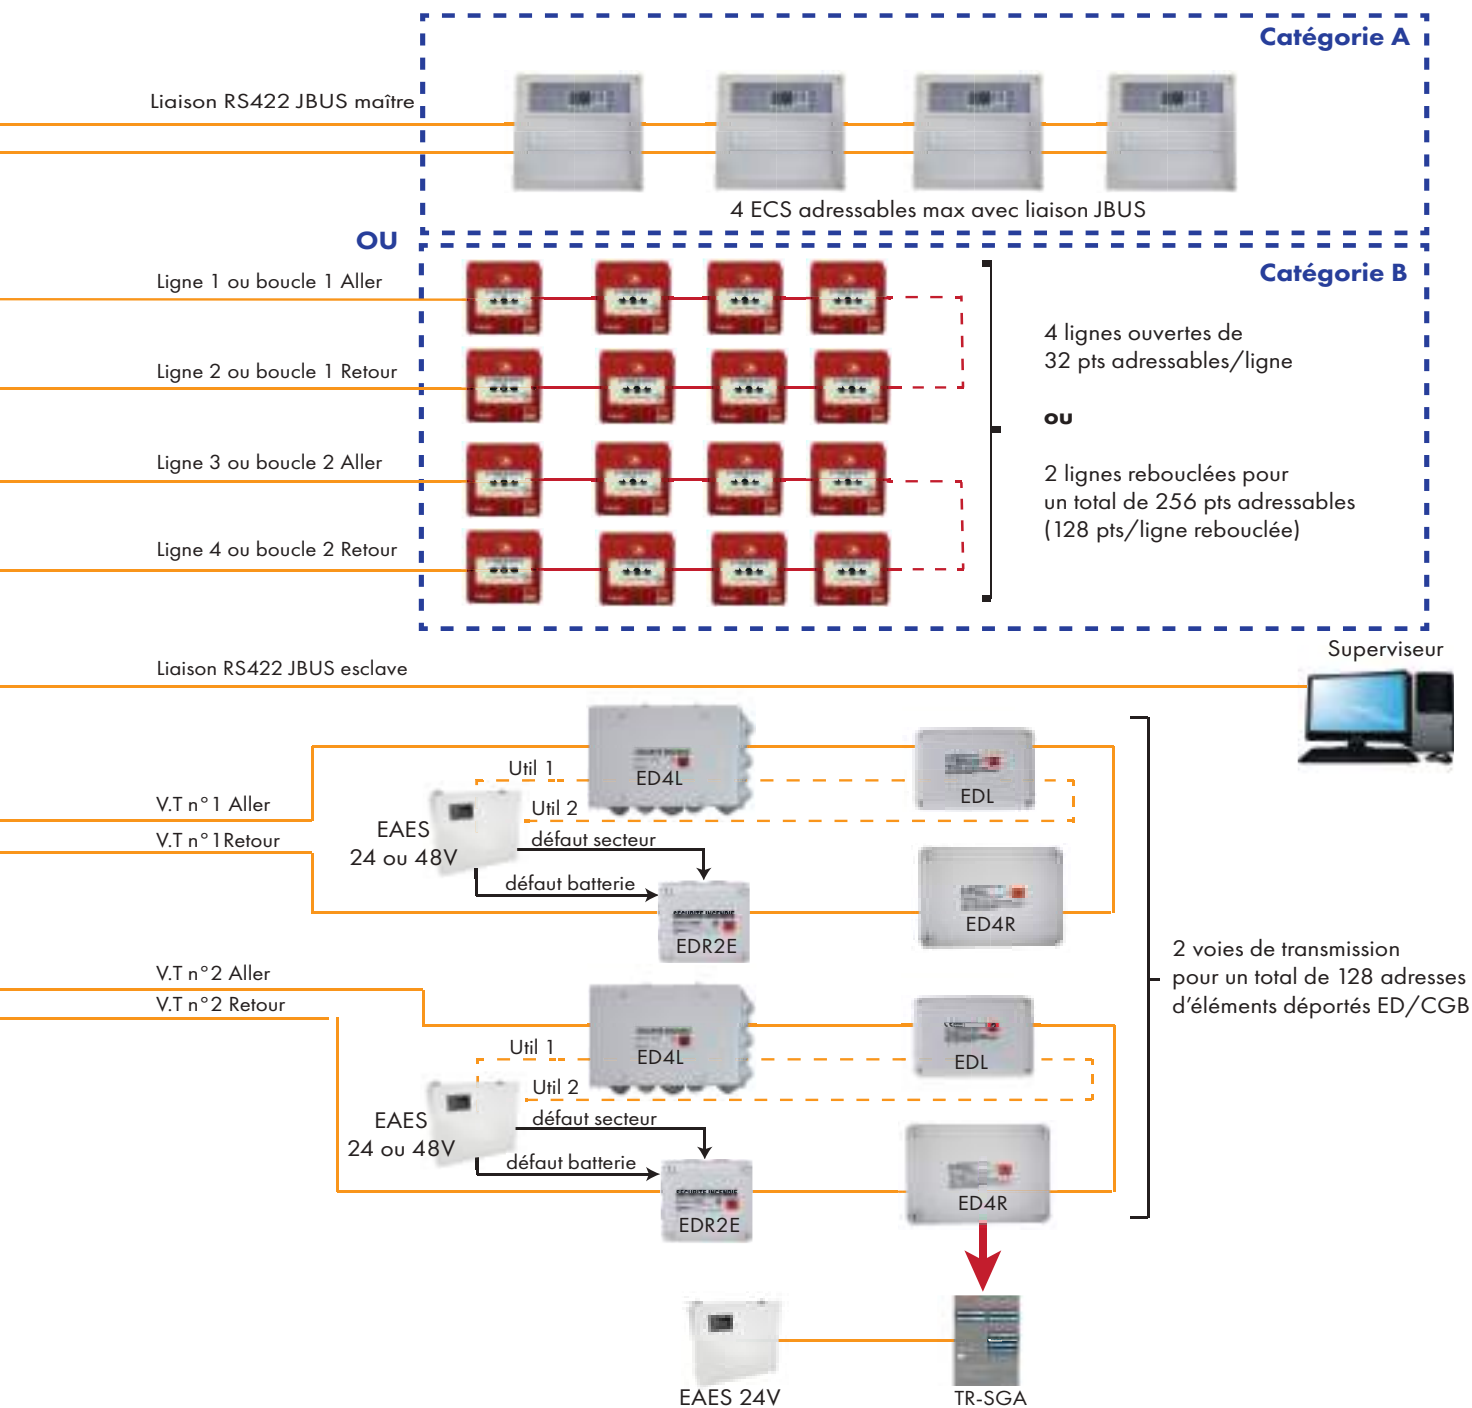 Catégorie A
Liaison RS422 JBUS maître
4 ECS adressables max avec liaison JBUS
OU
Catégorie B
Ligne 1 ou boucle 1 Aller
Ligne 2 ou boucle 1 Retour
Ligne 3 ou boucle 2 Aller
Ligne 4 ou boucle 2 Retour
4 lignes ouvertes de
32 pts adressables/ligne
ou
2 lignes rebouclées pour
un total de 256 pts adressables
(128 pts/ligne rebouclée)
Liaison RS422 JBUS esclave
Superviseur
V.T n°1 Aller
V.T n°1Retour
EAES
24 ou 48V
Util 1
Util 2
défaut secteur
défaut batterie
ED4L
EDL
SECURITE INCENDIE
EDR2E
ED4R
V.T n°2 Aller
V.T n°2 Retour
EAES
24 ou 48V
Util 1
Util 2
défaut secteur
défaut batterie
ED4L
EDL
SECURITE INCENDIE
EDR2E
ED4R
2 voies de transmission
pour un total de 128 adresses
d'éléments déportés ED/CGB
EAES 24V
TR-SGA